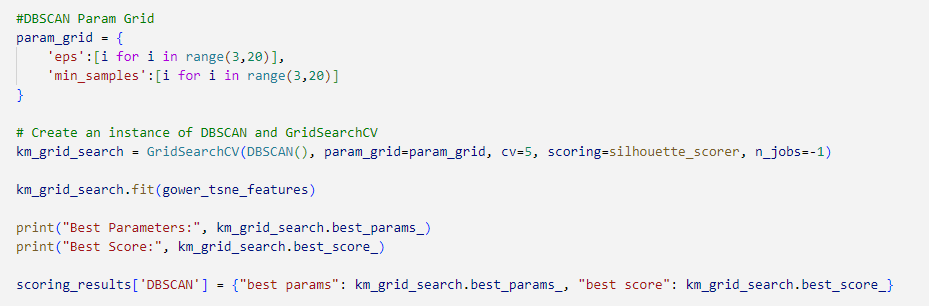 #DBSCAN Param Grid
param_grid = {
    'eps':[i for i in range(3,20)],
    'min_samples':[i for i in range(3,20)]
}
# Create an instance of DBSCAN and GridSearchCV
km_grid_search = GridSearchCV(DBSCAN(), param_grid=param_grid, cv=5, scoring=silhouette_scorer, n_jobs=-1)
km_grid_search.fit(gower_tsne_features)
print("Best Parameters:", km_grid_search.best_params_)
print("Best Score:", km_grid_search.best_score_)
scoring_results['DBSCAN'] = {"best params": km_grid_search.best_params_, "best score": km_grid_search.best_score_}